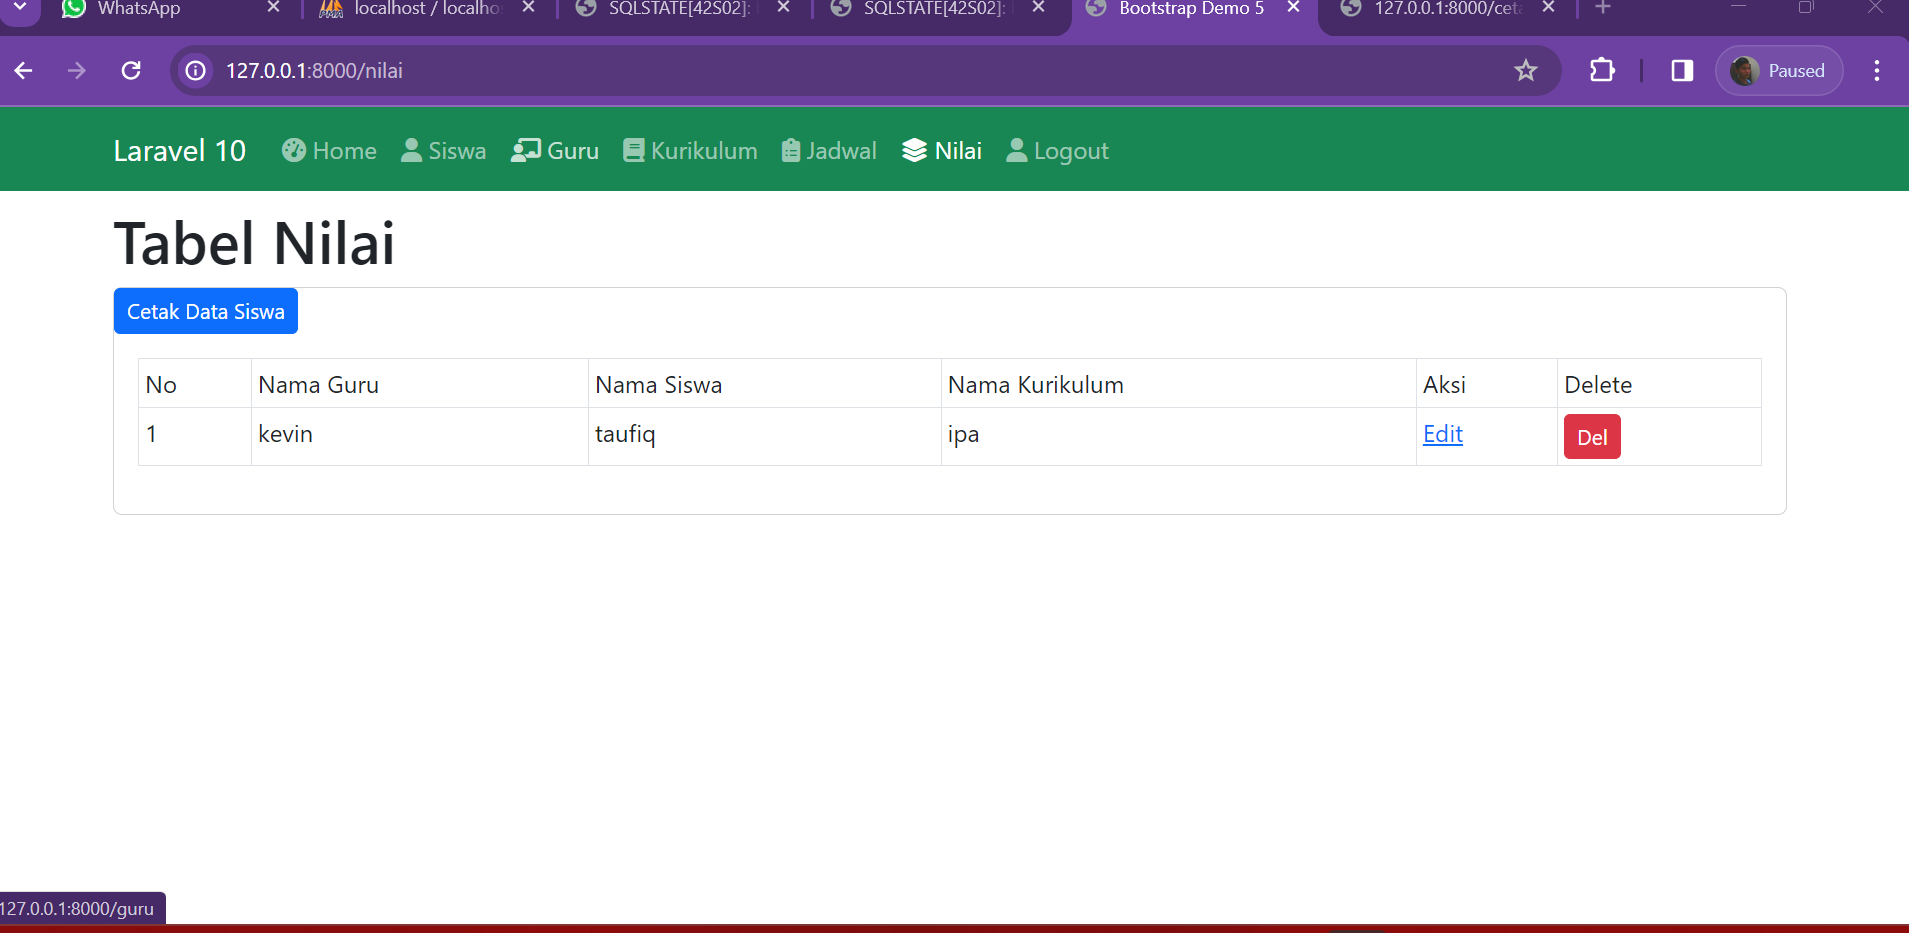 WhatsApp
localhost / localho
SQLSTATE[42S02]:
SQLSTATE[42S02]:
Bootstrap Demo 5
127.0.0.1:8000/ceta
127.0.0.1:8000/nilai
Paused
Laravel 10 Home Siswa Guru Kurikulum Jadwal Nilai Logout
Tabel Nilai
Cetak Data Siswa
No Nama Guru Nama Siswa Nama Kurikulum Aksi Delete
1 kevin taufiq ipa Edit Del
127.0.0.1:8000/guru